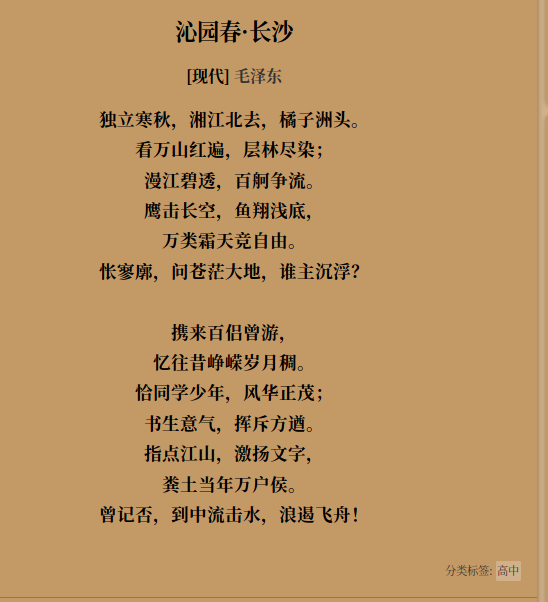 沁园春·长沙
[现代] 毛泽东
独立寒秋，湘江北去，橘子洲头。
看万山红遍，层林尽染；
漫江碧透，百舸争流。
鹰击长空，鱼翔浅底，
万类霜天竞自由。
怅寥廓，问苍茫大地，谁主沉浮？
携来百侣曾游，
忆往昔峥嵘岁月稠。
恰同学少年，风华正茂；
书生意气，挥斥方遒。
指点江山，激扬文字，
粪土当年万户侯。
曾记否，到中流击水，浪遏飞舟！
分类标签: 高中